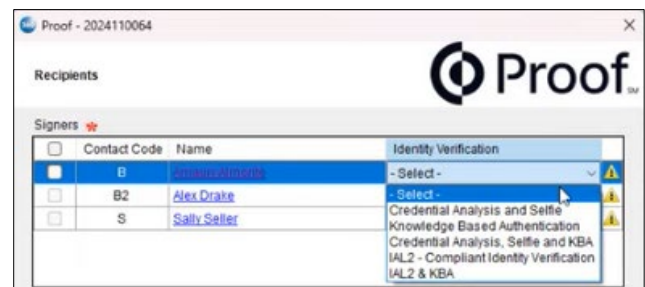 Proof - 2024110064
Proof
Recipients
Signers *
Contact Code Name Identity Verification
B - Select -
- Select -
B2 Alex Drake
Credential Analysis and Selfie
S Sally Seller
Knowledge Based Authentication
Credential Analysis, Selfie and KBA
IAL2 - Compliant Identity Verification
IAL2 & KBA